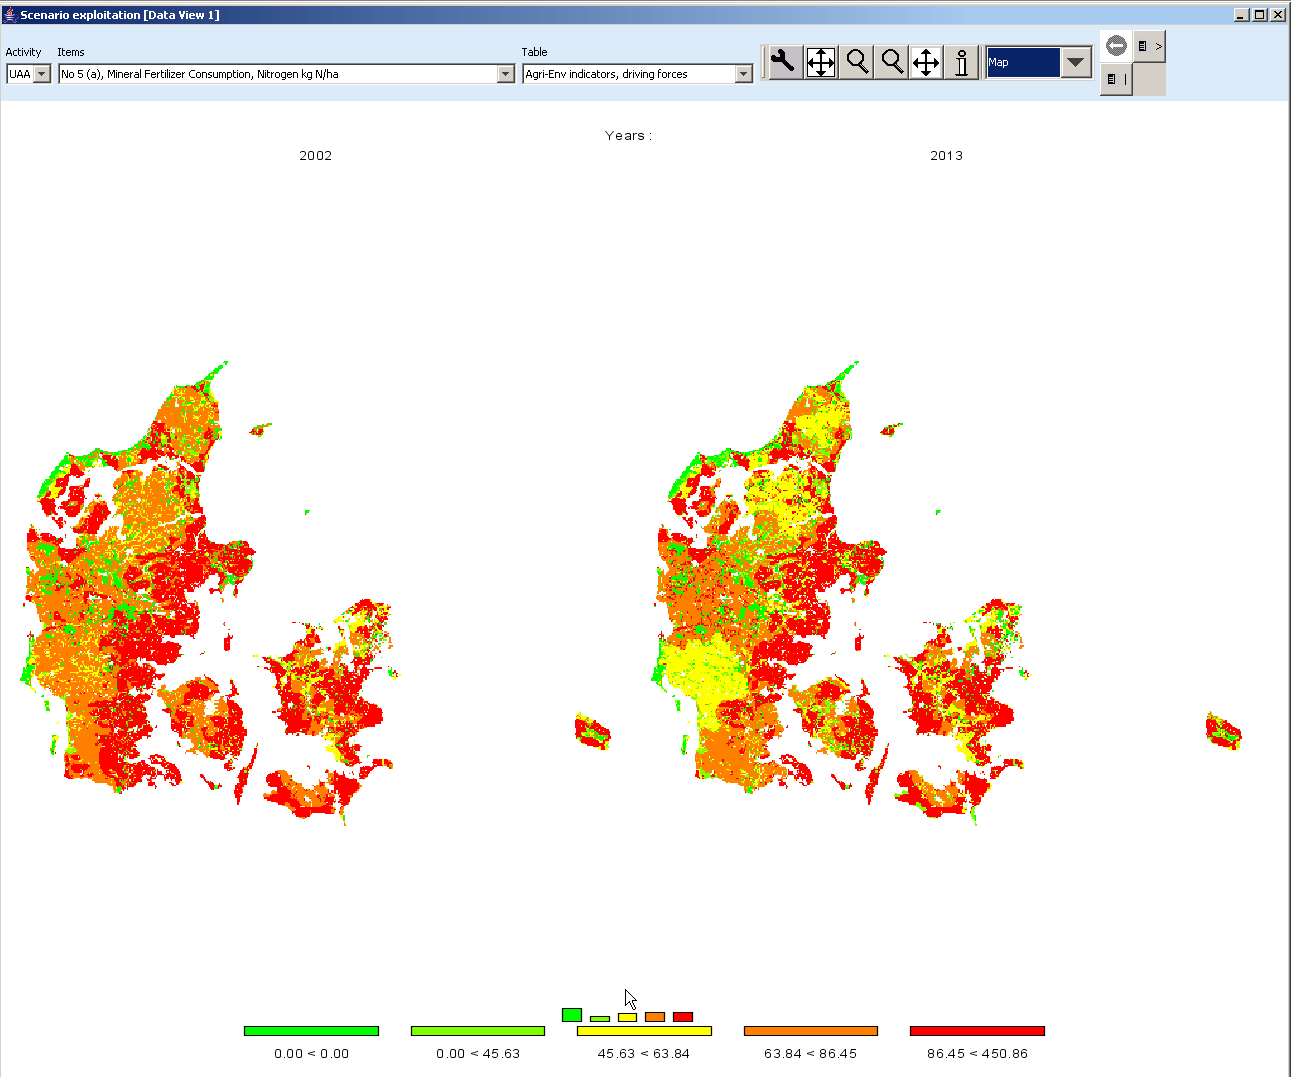 Scenario exploitation [Data View 1]
Activity Items Table
UAA No 5 (a), Mineral Fertilizer Consumption, Nitrogen kg N/ha Agri-Env indicators, driving forces Map
Years :
2002 2013
0.00 < 0.00 0.00 < 45.63 45.63 < 63.84 63.84 < 86.45 86.45 < 450.86